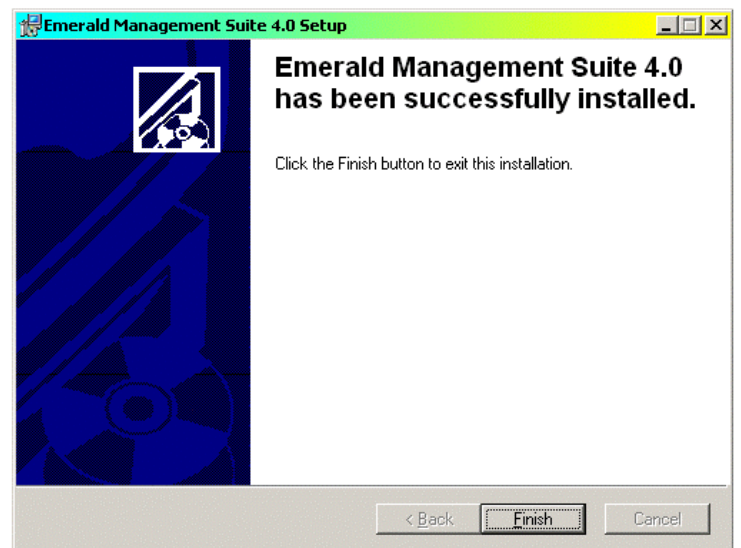 Emerald Management Suite 4.0 Setup
Emerald Management Suite 4.0
has been successfully installed.
Click the Finish button to exit this installation.
< Back
Finish
Cancel